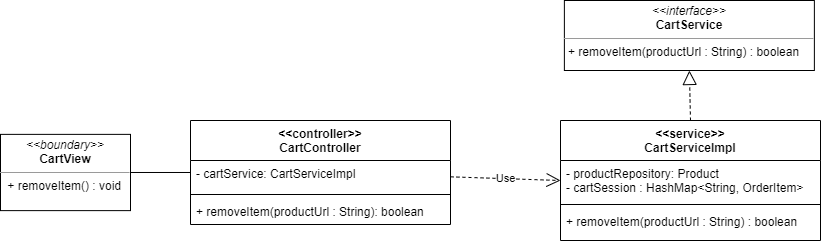 <<interface>>
CartService
+ removeItem(productUrl : String) : boolean
<<boundary>>
CartView
+ removeItem() : void
<<controller>>
CartController
- cartService: CartServiceImpl
+ removeItem(productUrl : String): boolean
Use
<<service>>
CartServiceImpl
- productRepository: Product
- cartSession : HashMap<String, OrderItem>
+ removeItem(productUrl : String) : boolean